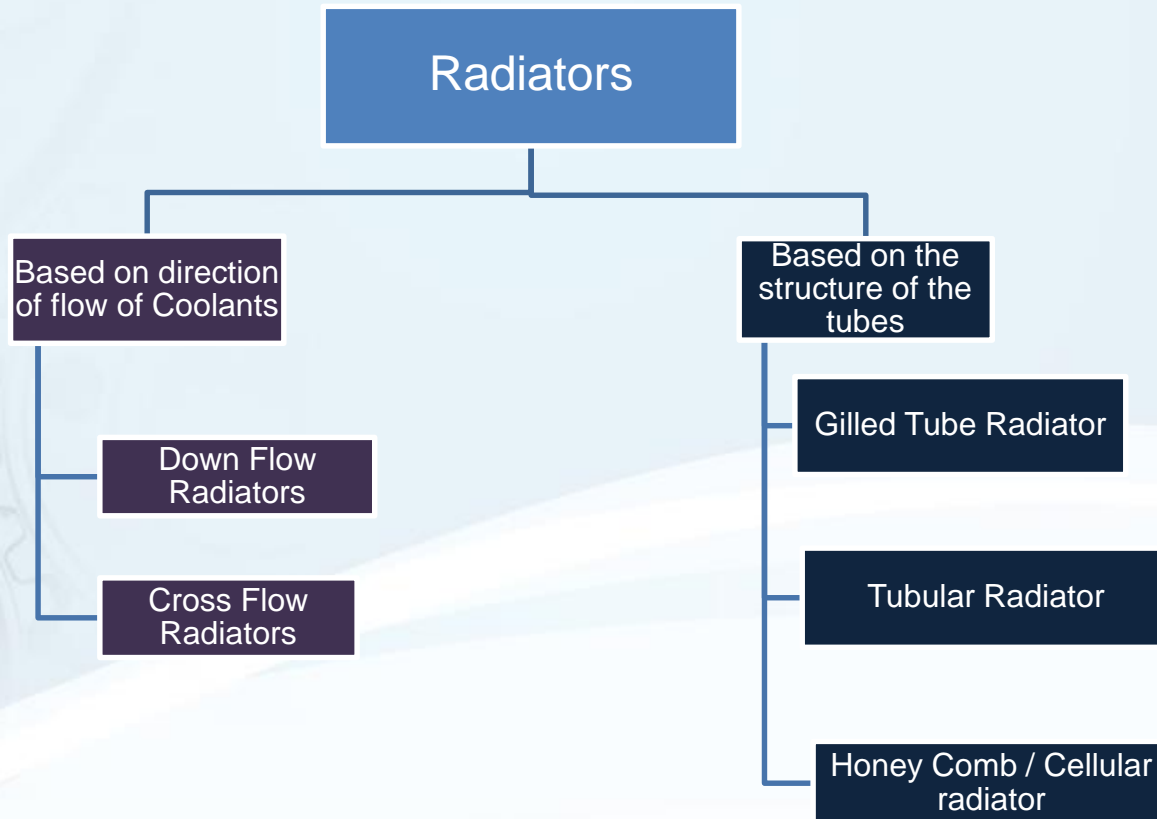 Radiators
Based on direction
of flow of Coolants
Down Flow
Radiators
Cross Flow
Radiators
Based on the
structure of the
tubes
Gilled Tube Radiator
Tubular Radiator
Honey Comb / Cellular
radiator